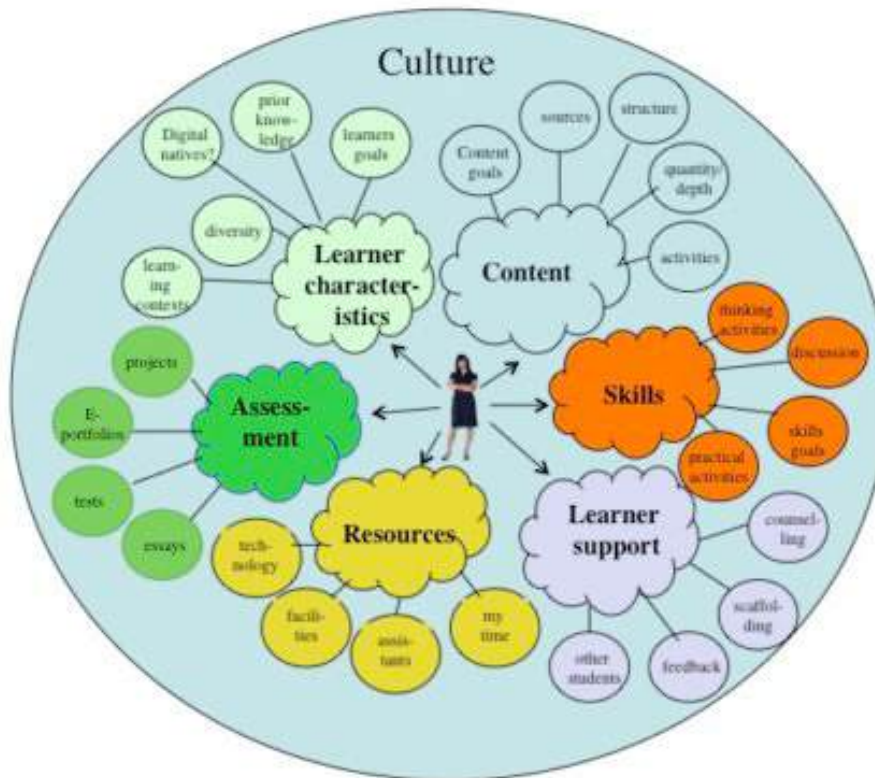 Culture
prior
know-
ledge
Digital
natives?
learners
goals
diversity
learn-
ing
contexts
Learner
character-
istics
Content
goals
sources
structure
quantity/
depth
activities
Content
thinking
activities
discussion
skills
goals
practical
activities
Skills
projects
E-
portfolios
tests
essays
Assess-
ment
Resources
tech-
nology
facili-
ties
assis-
tants
my
time
Learner
support
counsel-
ling
scaffol-
ding
feedback
other
students